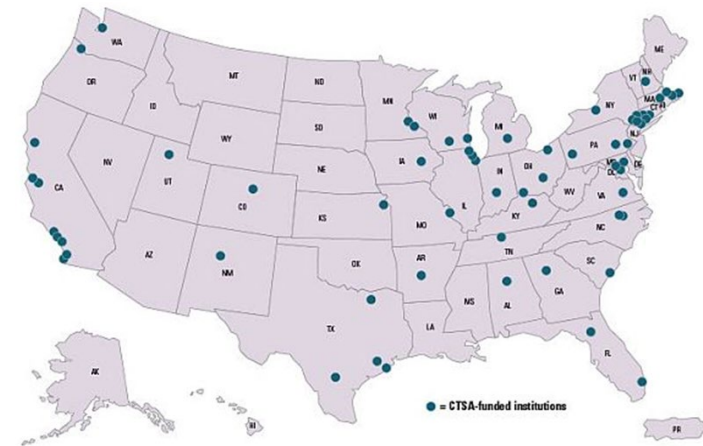 WA
ME
MT
ND
VT
NH
OR
MN
ID
SD
WI
NY
MA
CT
RI
MI
WY
IA
PA
NJ
NE
NV
OH
DE
UT
IN
IL
CA
CO
WV
VA
KS
MO
KY
NC
TN
AZ
NM
OK
AR
SC
MS
AL
GA
TX
LA
FL
AK
HI
PR
= CTSA-funded institutions